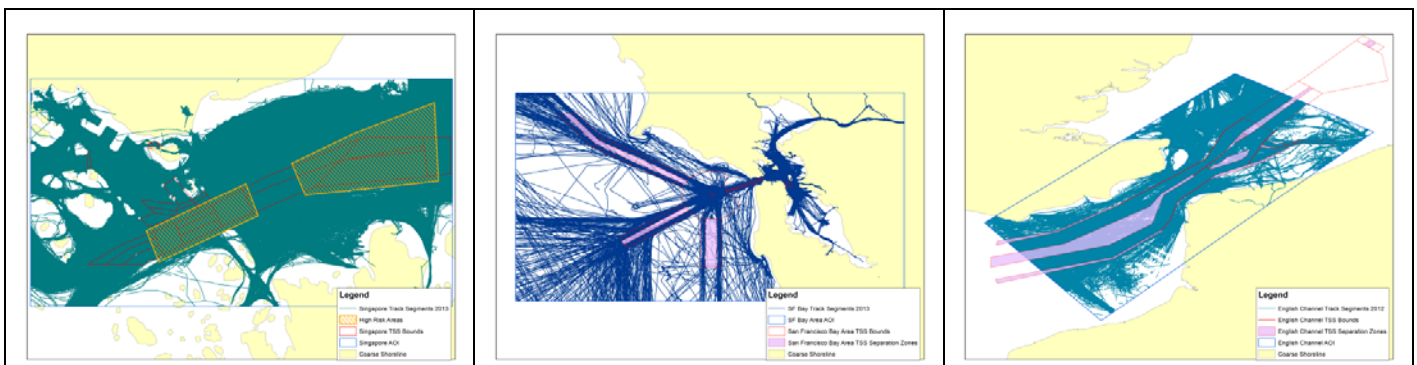 Legend
Singapore Track Segments 2013
High Risk Areas
Singapore TSS Bounds
Singapore AOI
Coarse Shoreline
Legend
SF Bay Track Segments 2013
SF Bay Area AOI
San Francisco Bay Area TSS Bounds
San Francisco Bay Area TSS Separation Zones
Coarse Shoreline
Legend
English Channel Track Segments 2012
English Channel TSS Bounds
English Channel TSS Separation Zones
English Channel AOI
Coarse Shoreline